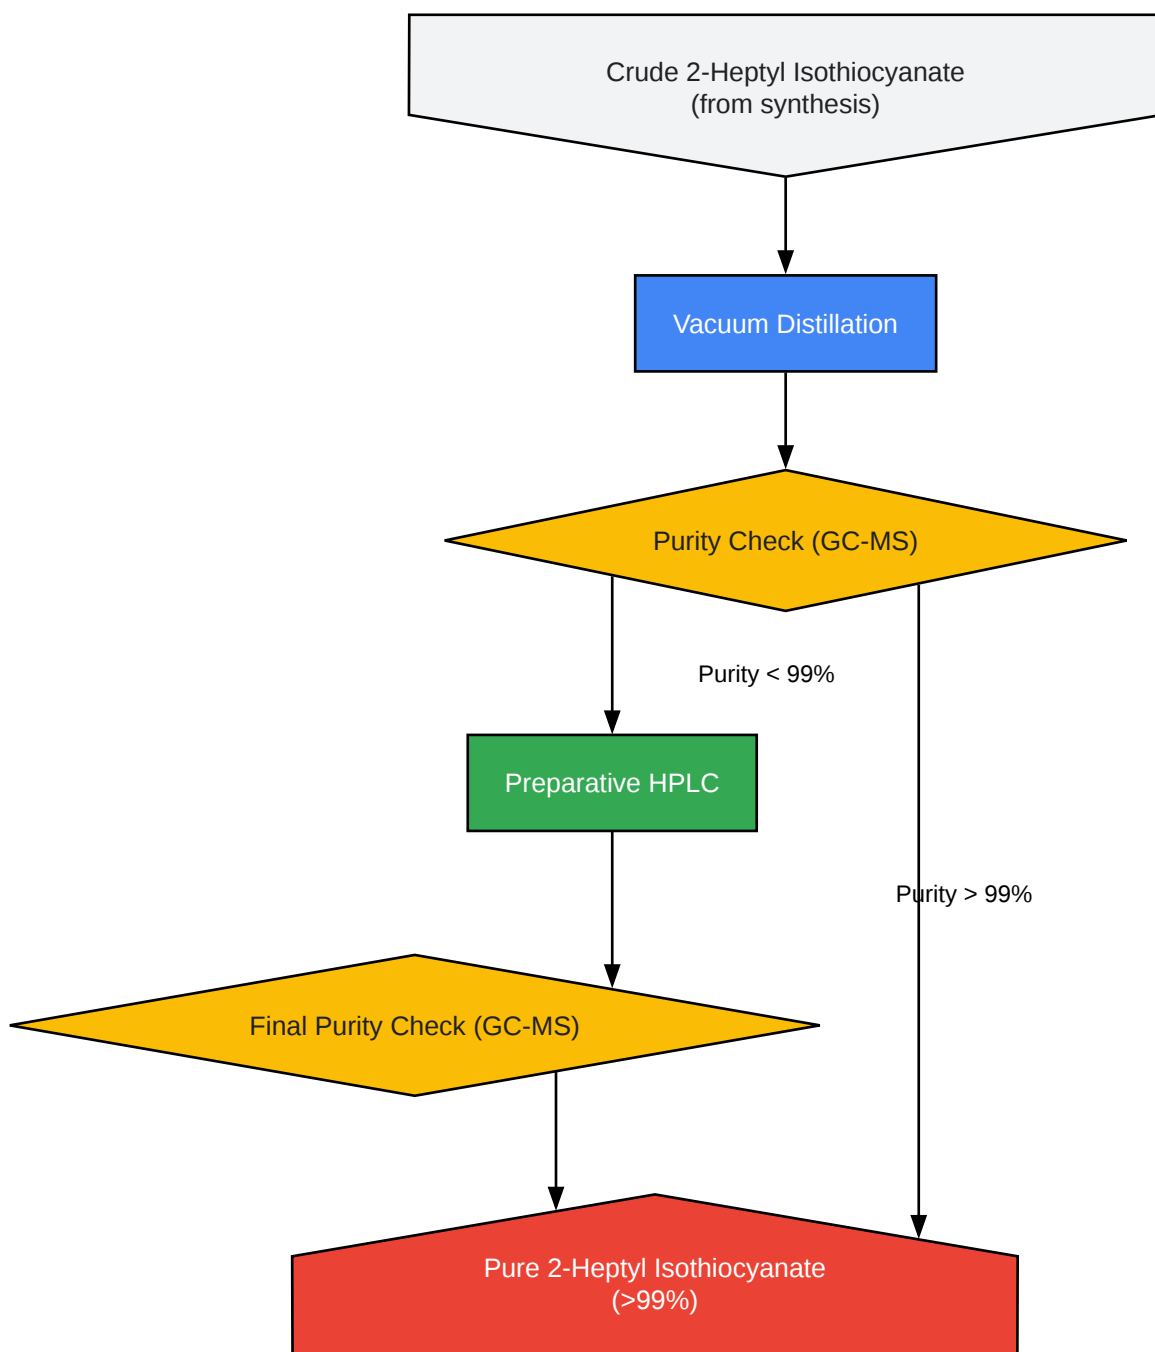 Crude 2-Heptyl Isothiocyanate
(from synthesis)
Vacuum Distillation
Purity Check (GC-MS)
Purity < 99%
Preparative HPLC
Purity > 99%
Final Purity Check (GC-MS)
Pure 2-Heptyl Isothiocyanate
(>99%)